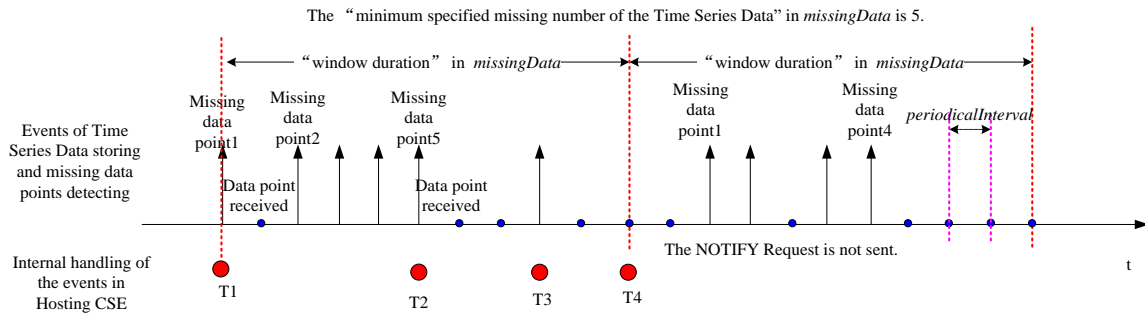 The “minimum specified missing number of the Time Series Data” in missingData is 5.
“window duration” in missingData
“window duration” in missingData
Missing
data
point1
Missing
data
point2
Missing
data
point5
Missing
data
point1
Missing
data
point4
periodicalInterval
Events of Time
Series Data storing
and missing data
points detecting
Data point
received
Data point
received
The NOTIFY Request is not sent.
t
Internal handling of
the events in
Hosting CSE
T1
T2
T3
T4